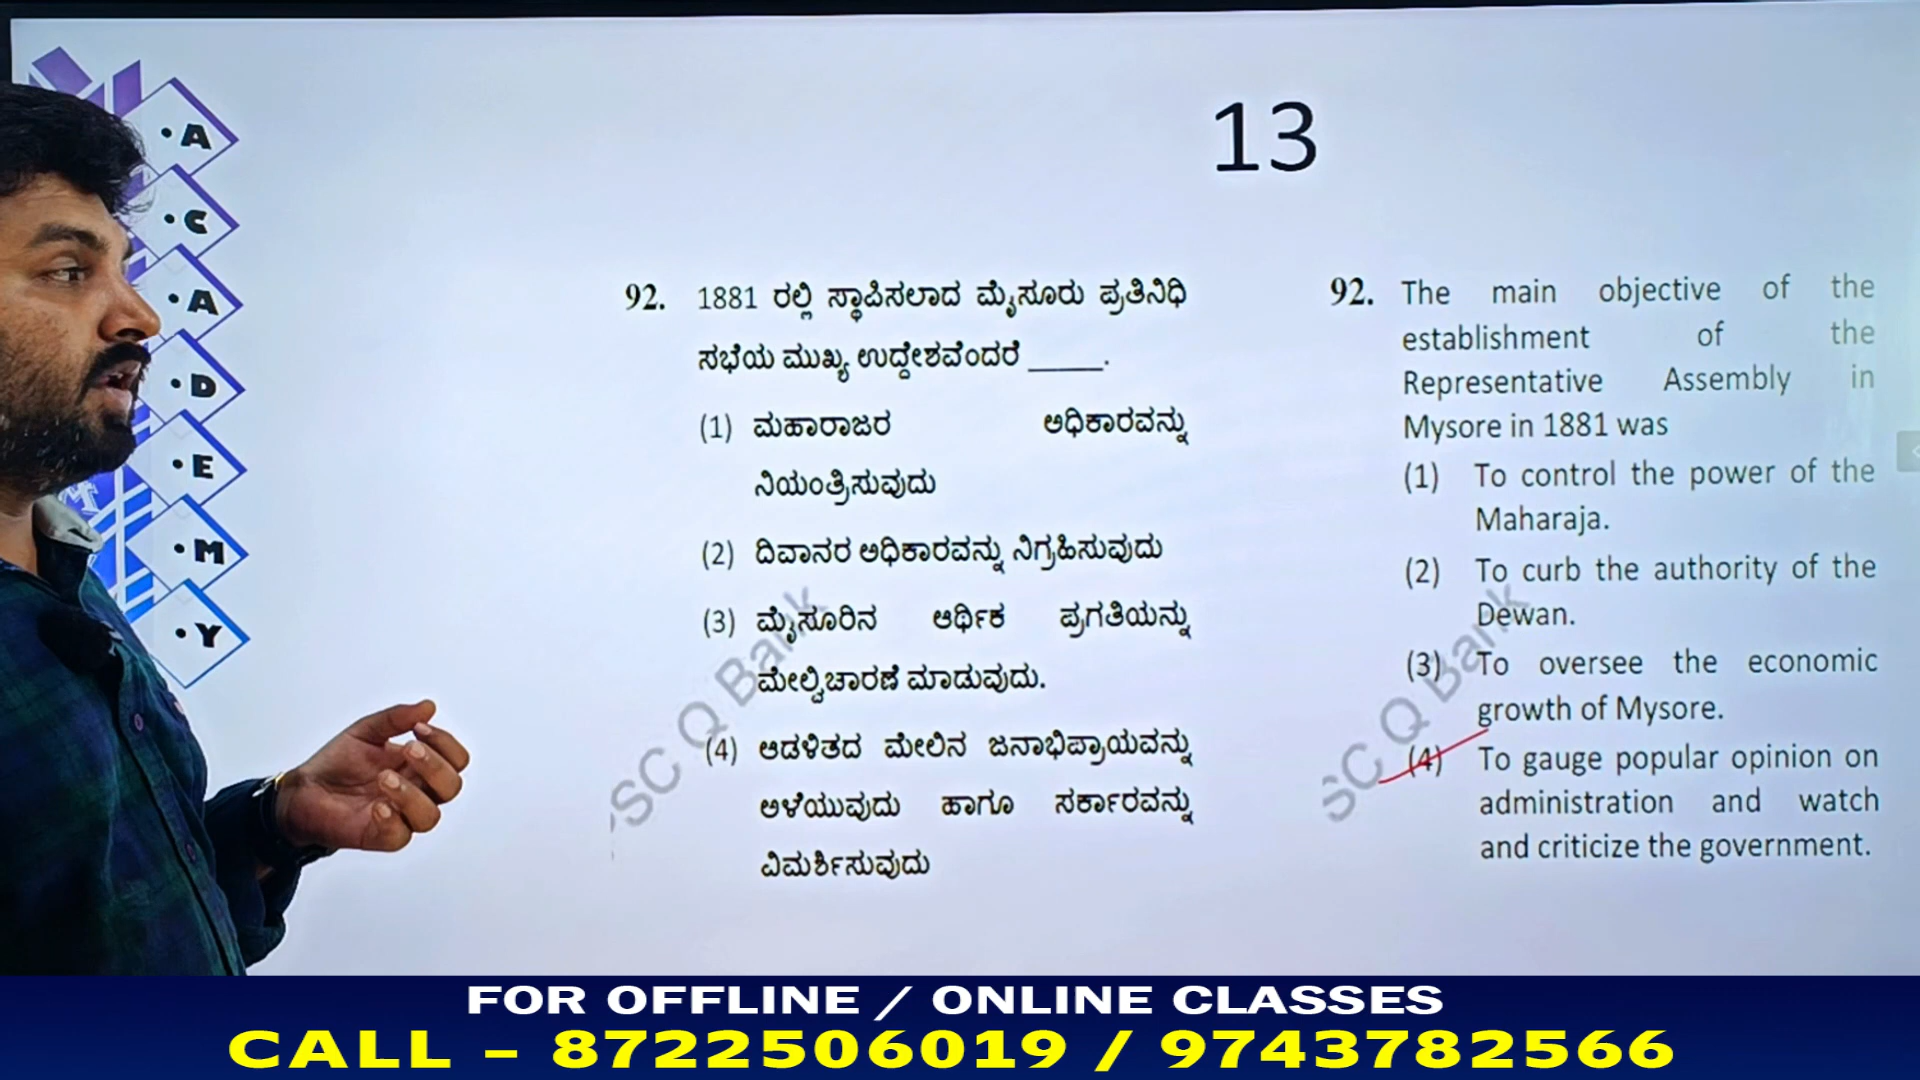 • A
• C
• A
• D
• E
• M
• Y
13
92. 1881 ರಲ್ಲಿ ಸ್ಥಾಪಿಸಲಾದ ಮೈಸೂರು ಪ್ರತಿನಿಧಿ
ಸಭೆಯ ಮುಖ್ಯ ಉದ್ದೇಶವೆಂದರೆ _____.
(1) ಮಹಾರಾಜರ ಅಧಿಕಾರವನ್ನು
ನಿಯಂತ್ರಿಸುವುದು
(2) ದಿವಾನರ ಅಧಿಕಾರವನ್ನು ನಿಗ್ರಹಿಸುವುದು
(3) ಮೈಸೂರಿನ ಆರ್ಥಿಕ ಪ್ರಗತಿಯನ್ನು
ಮೇಲ್ವಿಚಾರಣೆ ಮಾಡುವುದು.
(4) ಆಡಳಿತದ ಮೇಲಿನ ಜನಾಭಿಪ್ರಾಯವನ್ನು
ಅಳೆಯುವುದು ಹಾಗೂ ಸರ್ಕಾರವನ್ನು
ವಿಮರ್ಶಿಸುವುದು
SC Q Bank
92. The main objective of the
establishment of the
Representative Assembly in
Mysore in 1881 was
(1) To control the power of the
Maharaja.
(2) To curb the authority of the
Dewan.
(3) To oversee the economic
growth of Mysore.
(4) To gauge popular opinion on
administration and watch
and criticize the government.
SC Q Bank
FOR OFFLINE / ONLINE CLASSES
CALL – 8722506019 / 9743782566